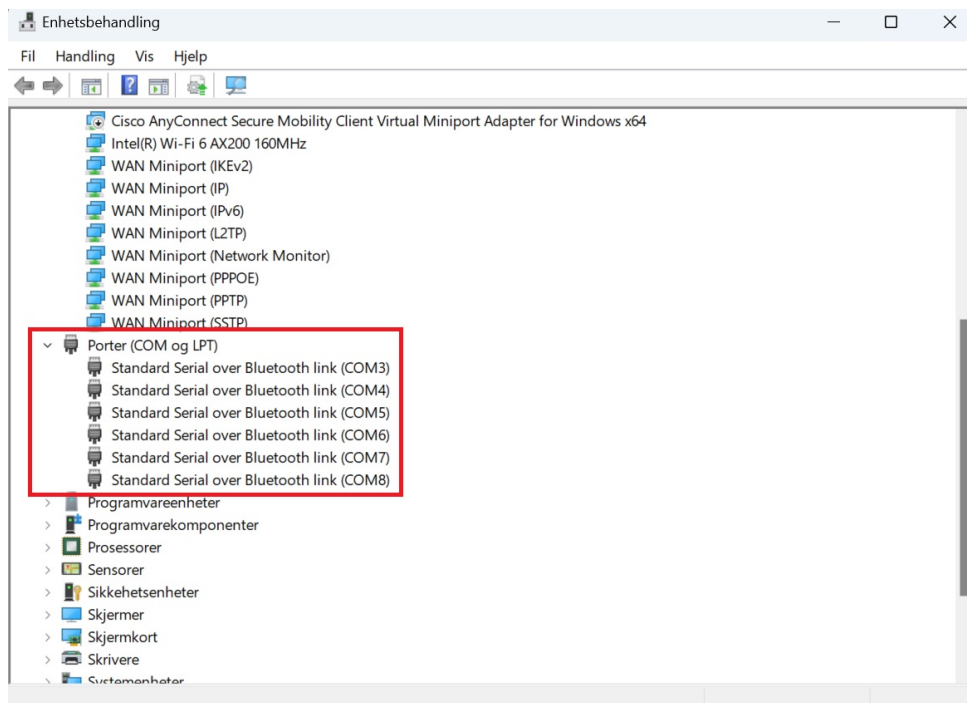 Enhetsbehandling
Fil Handling Vis Hjelp
Cisco AnyConnect Secure Mobility Client Virtual Miniport Adapter for Windows x64
Intel(R) Wi-Fi 6 AX200 160MHz
WAN Miniport (IKEv2)
WAN Miniport (IP)
WAN Miniport (IPv6)
WAN Miniport (L2TP)
WAN Miniport (Network Monitor)
WAN Miniport (PPPOE)
WAN Miniport (PPTP)
WAN Miniport (SSTP)
Porter (COM og LPT)
Standard Serial over Bluetooth link (COM3)
Standard Serial over Bluetooth link (COM4)
Standard Serial over Bluetooth link (COM5)
Standard Serial over Bluetooth link (COM6)
Standard Serial over Bluetooth link (COM7)
Standard Serial over Bluetooth link (COM8)
Programvareenheter
Programvarekomponenter
Prosessorer
Sensorer
Sikkehetsenheter
Skjermer
Skjermkort
Skrivere
Systemenheter